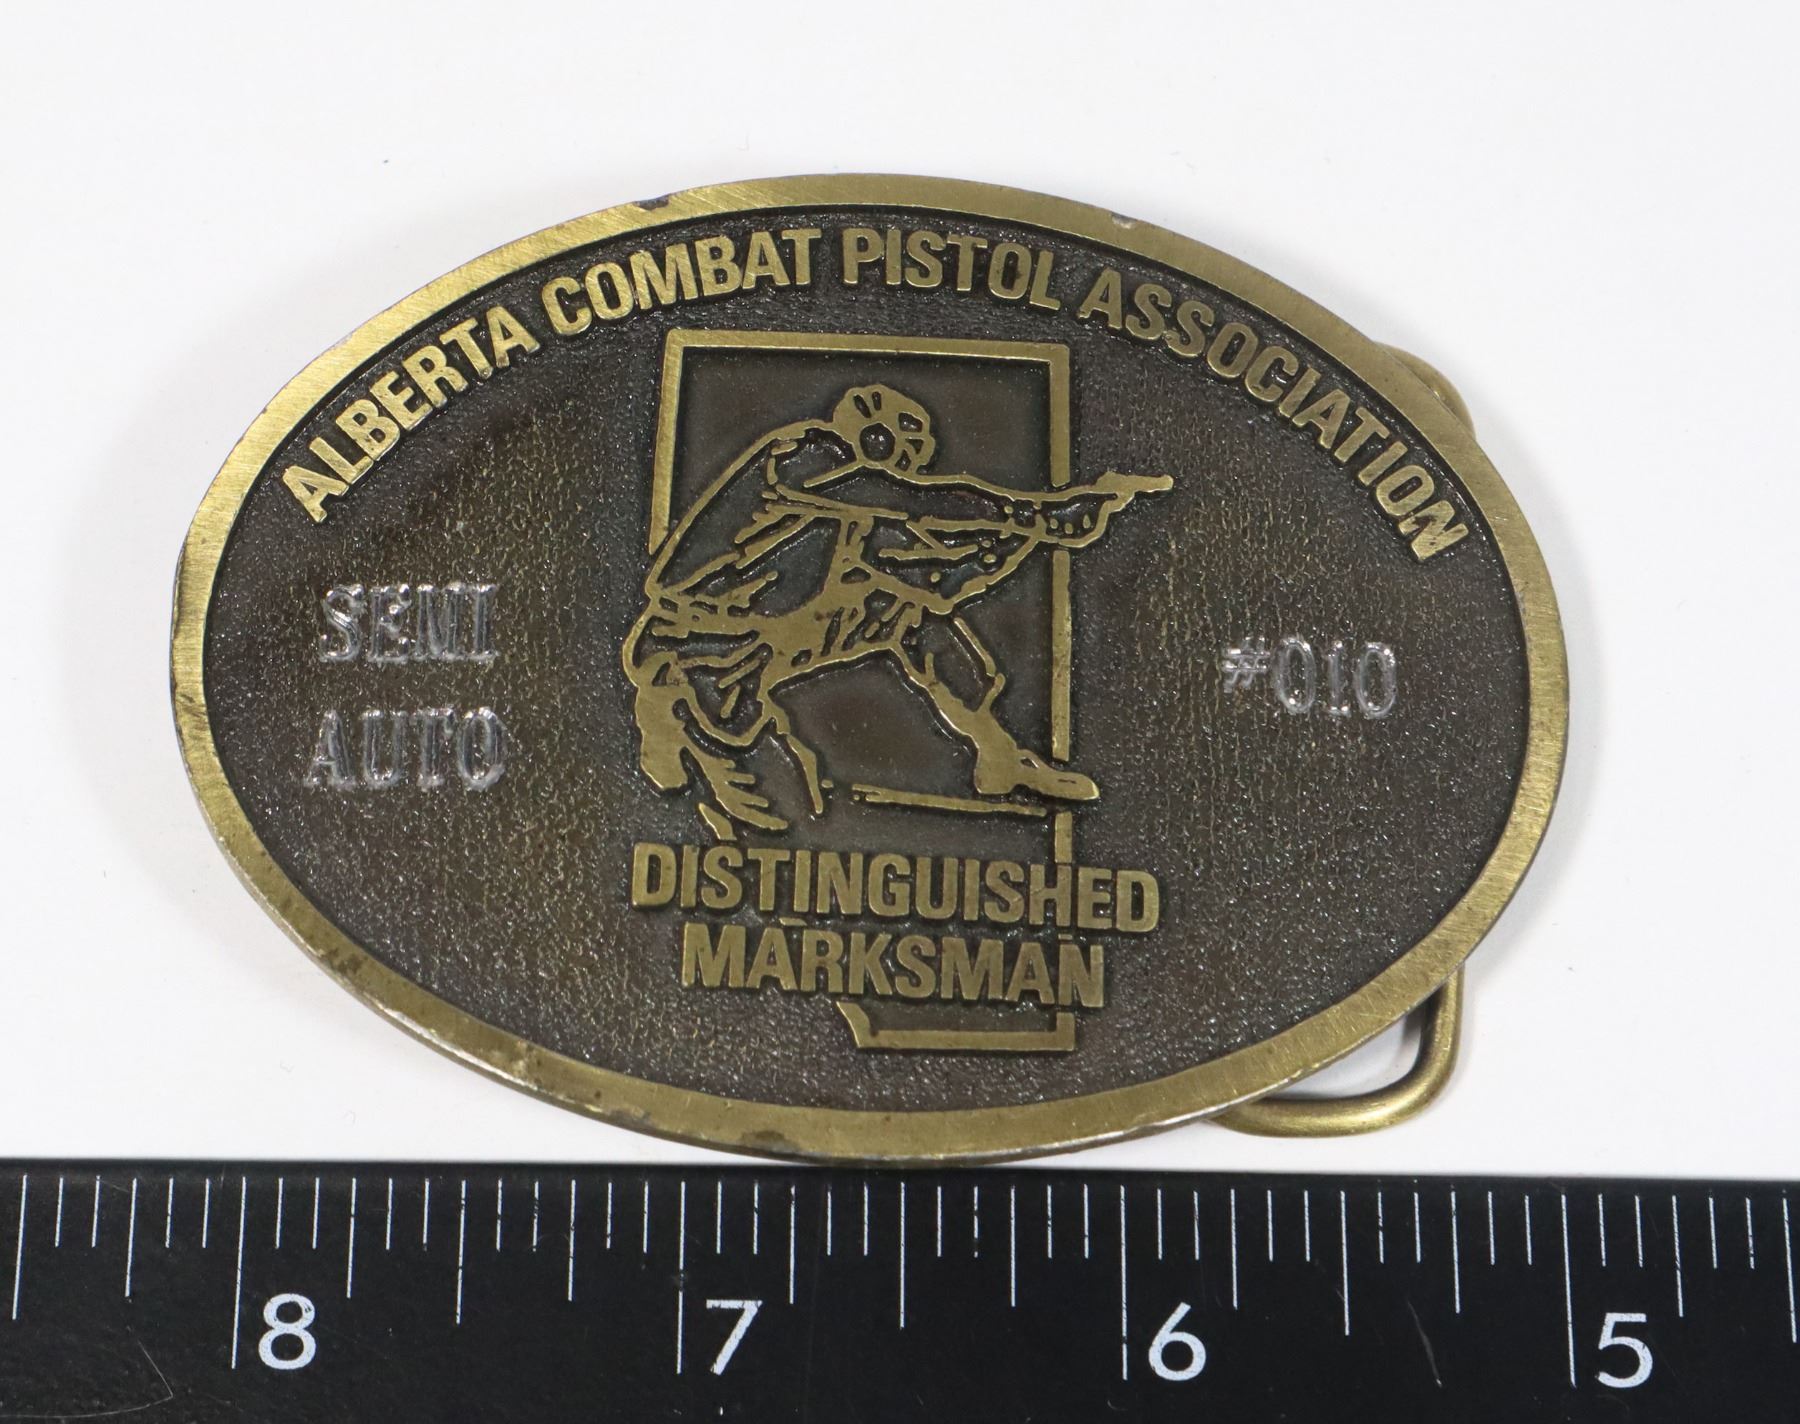 ALBERTA COMBAT PISTOL ASSOCIATION
SEMI
AUTO
#010
DISTINGUISHED
MARKSMAN
8 7 6 5